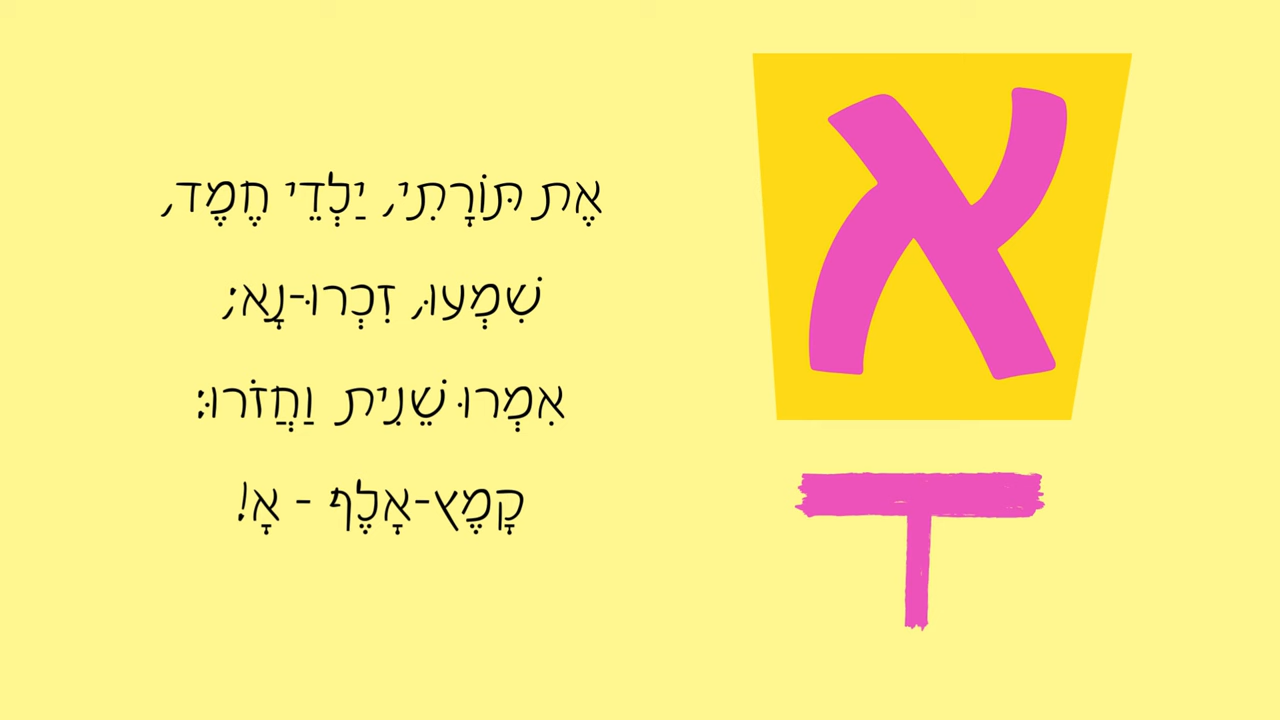 אֶת תּוֹרָתִי, יַלְדֵי חֶמֶד,
שִׁמְעוּ, זִכְרוּ-נָא;
אִמְרוּ שֵׁנִית וַחֲזֹרוּ:
קָמֶץ-אָלֶף - אָ!
אָ